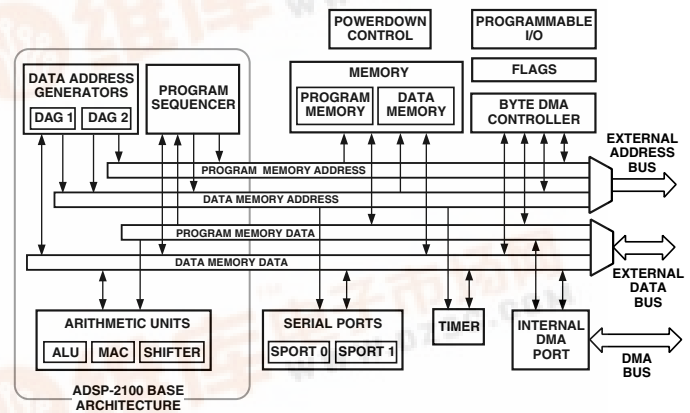 POWERDOWN
CONTROL
PROGRAMMABLE
I/O
DATA ADDRESS
GENERATORS
DAG 1
DAG 2
PROGRAM
SEQUENCER
MEMORY
PROGRAM
MEMORY
DATA
MEMORY
FLAGS
BYTE DMA
CONTROLLER
EXTERNAL
ADDRESS
BUS
PROGRAM MEMORY ADDRESS
DATA MEMORY ADDRESS
PROGRAM MEMORY DATA
DATA MEMORY DATA
EXTERNAL
DATA
BUS
ARITHMETIC UNITS
ALU
MAC
SHIFTER
SERIAL PORTS
SPORT 0
SPORT 1
TIMER
INTERNAL
DMA
PORT
DMA
BUS
ADSP-2100 BASE
ARCHITECTURE